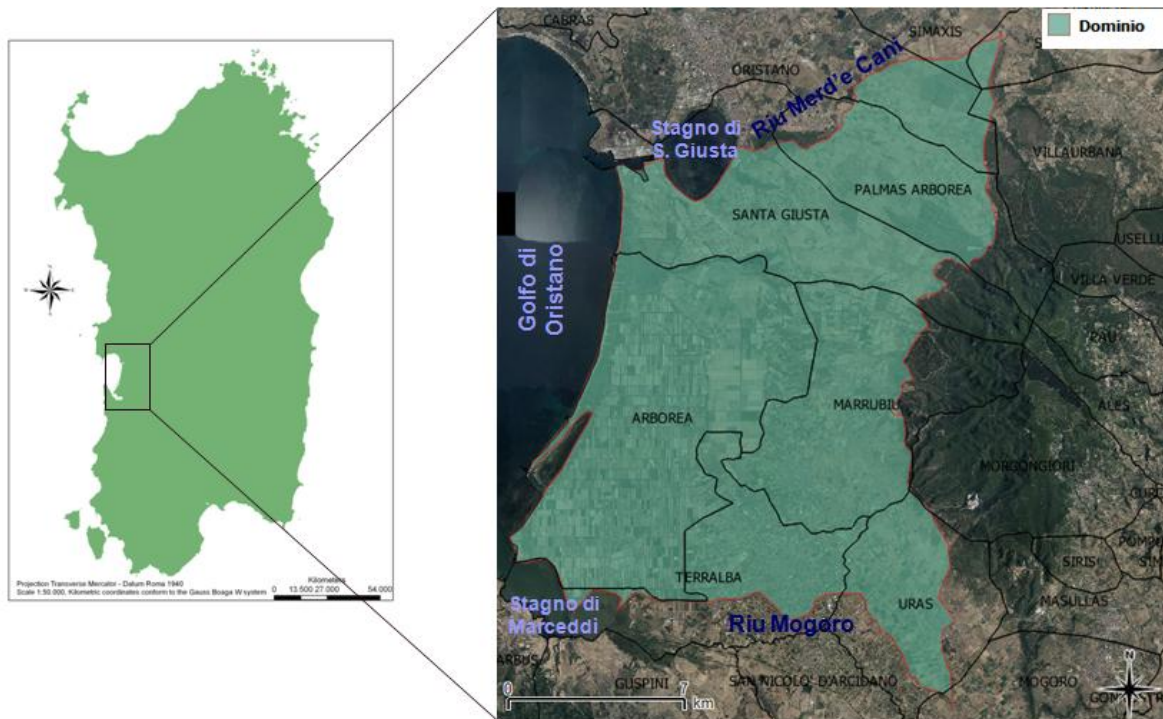 Dominio
CABRAS
SIMAXIS
ORISTANO
Riu Merd'e Cani
Stagno di
S. Giusta
VILLAURBANA
PALMAS ARBOREA
SANTA GIUSTA
USELLU
VILLA VERDE
Golfo di
Oristano
PAU
ARBOREA
MARRUBIU
ALES
MORGONGIORI
SIRIS
TERRALBA
MASULLAS
Stagno di
Marceddi
URAS
Riu Mogoro
GUSPINI
SAN NICOLO' D'ARCIDANO
MOGORO
0 7
km
N
Projection Transverse Mercator - Datum Roma 1940
Scale 1:50.000, Kilometric coordinates conform to the Gauss Boaga W system
Kilometers
0 13.500 27.000 54.000